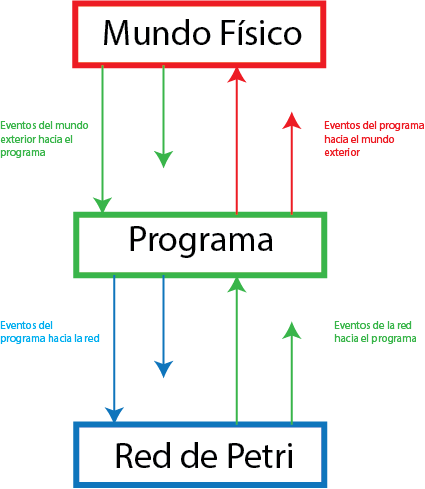 Mundo Físico
Eventos del mundo
exterior hacia el
programa
Eventos del programa
hacia el mundo
exterior
Programa
Eventos del
programa hacia la red
Eventos de la red
hacia el programa
Red de Petri